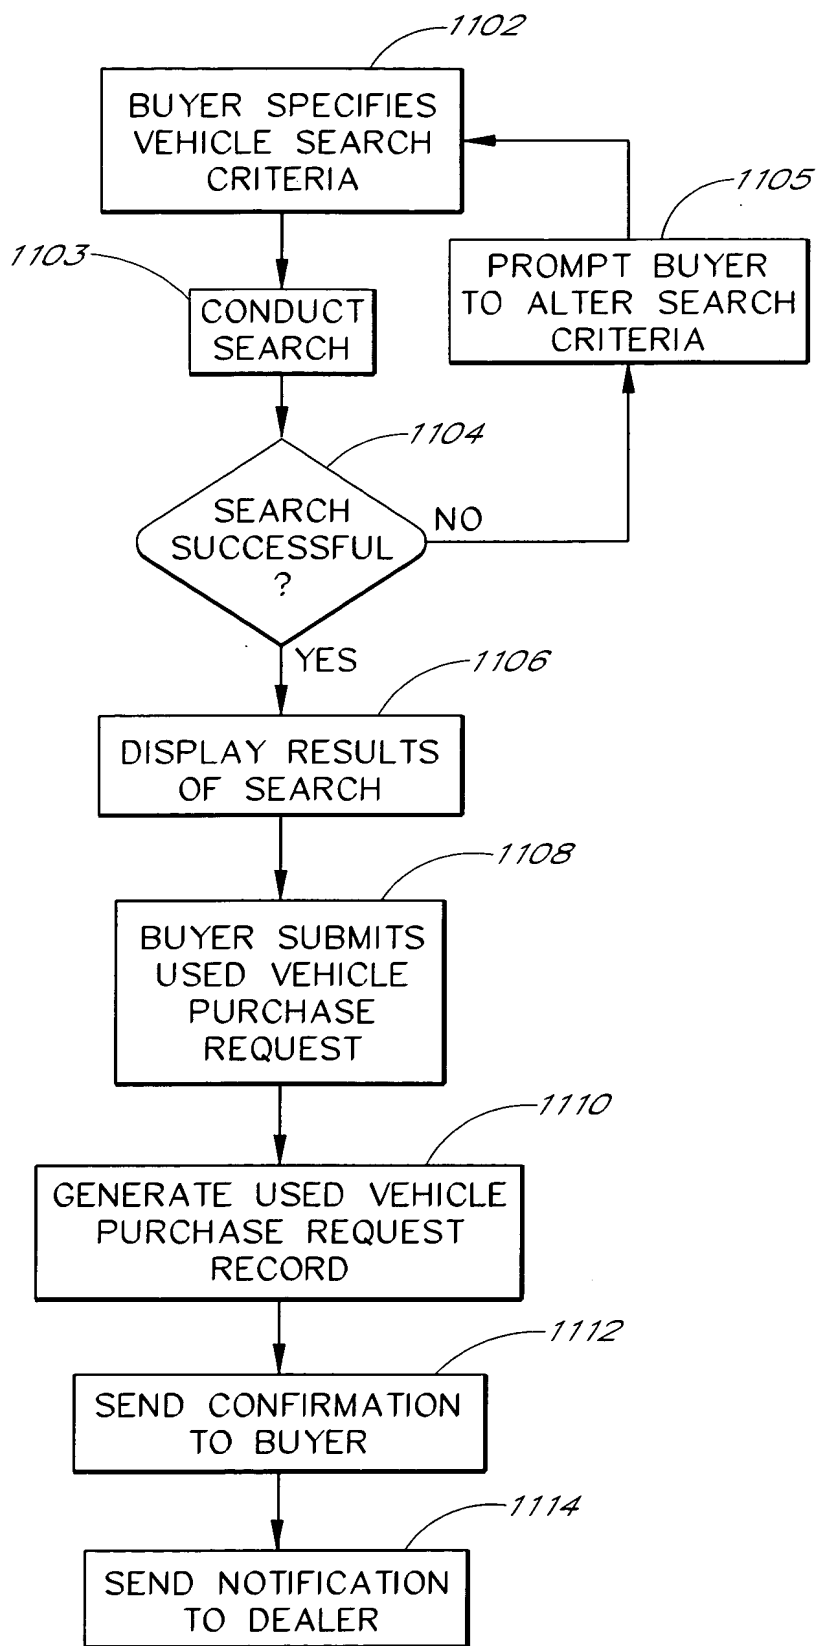 1102
BUYER SPECIFIES
VEHICLE SEARCH
CRITERIA
1105
PROMPT BUYER
TO ALTER SEARCH
CRITERIA
1103
CONDUCT
SEARCH
1104
SEARCH
SUCCESSFUL
?
NO
YES
1106
DISPLAY RESULTS
OF SEARCH
1108
BUYER SUBMITS
USED VEHICLE
PURCHASE
REQUEST
1110
GENERATE USED VEHICLE
PURCHASE REQUEST
RECORD
1112
SEND CONFIRMATION
TO BUYER
1114
SEND NOTIFICATION
TO DEALER